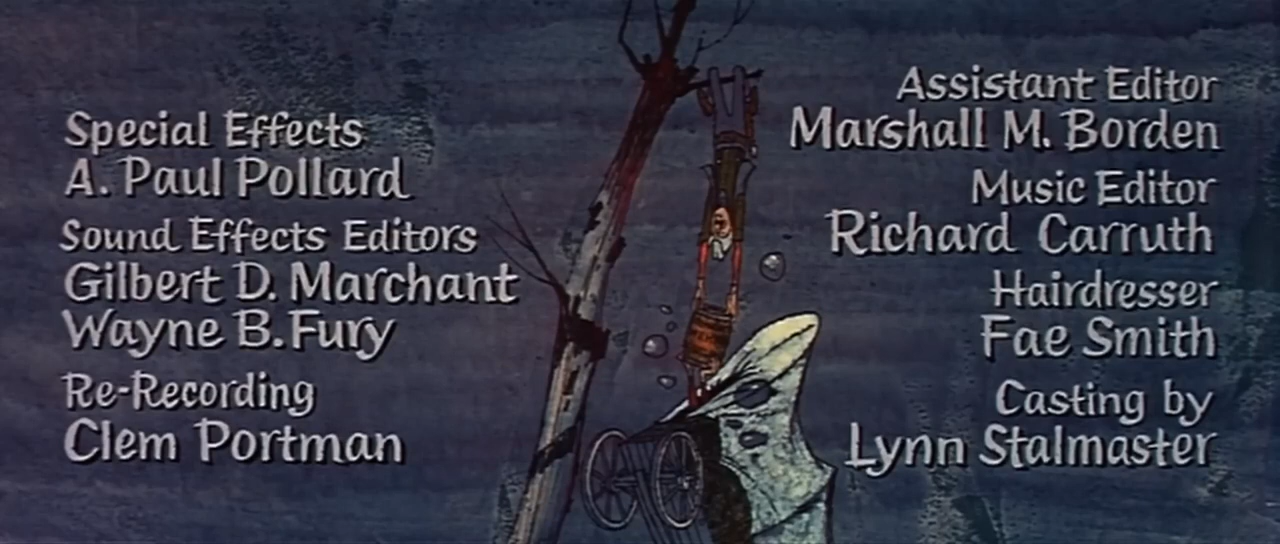 Special Effects
A. Paul Pollard
Sound Effects Editors
Gilbert D. Marchant
Wayne B. Fury
Re-Recording
Clem Portman
Assistant Editor
Marshall M. Borden
Music Editor
Richard Carruth
Hairdresser
Fae Smith
Casting by
Lynn Stalmaster